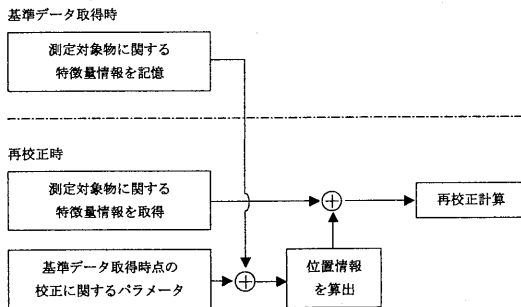 基準データ取得時
測定対象物に関する
特徴量情報を記憶
再校正時
測定対象物に関する
特徴量情報を取得
再校正計算
基準データ取得時点の
校正に関するパラメータ
位置情報
を算出